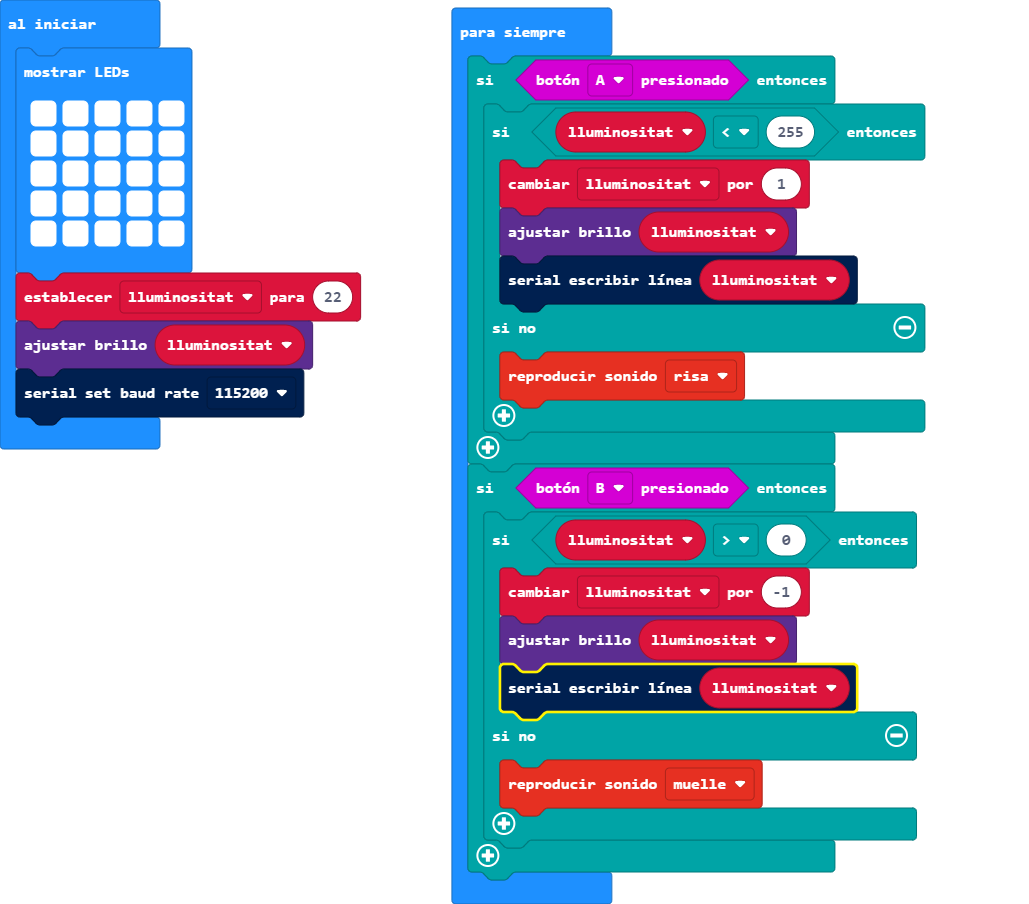 al iniciar
mostrar LEDs
establecer lluminositat para 22
ajustar brillo lluminositat
serial set baud rate 115200
para siempre
si botón A presionado entonces
si lluminositat < 255 entonces
cambiar lluminositat por 1
ajustar brillo lluminositat
serial escribir línea lluminositat
si no
reproducir sonido risa
si botón B presionado entonces
si lluminositat > 0 entonces
cambiar lluminositat por -1
ajustar brillo lluminositat
serial escribir línea lluminositat
si no
reproducir sonido muelle